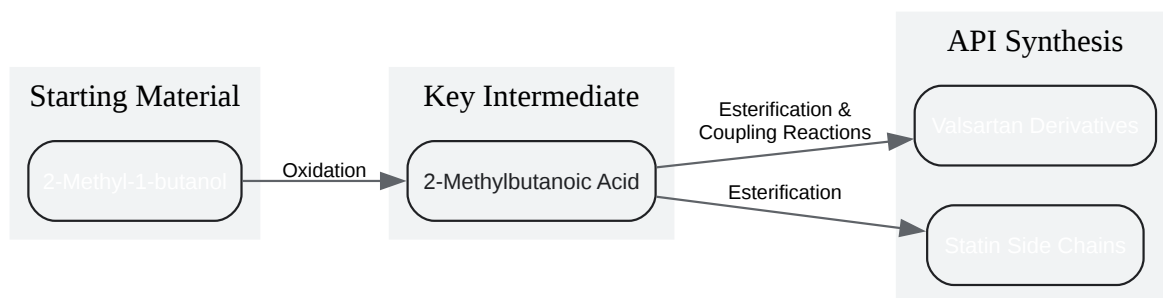 Starting Material
2-Methyl-1-butanol
Oxidation
Key Intermediate
2-Methylbutanoic Acid
Esterification &
Coupling Reactions
Esterification
API Synthesis
Valsartan Derivatives
Statin Side Chains